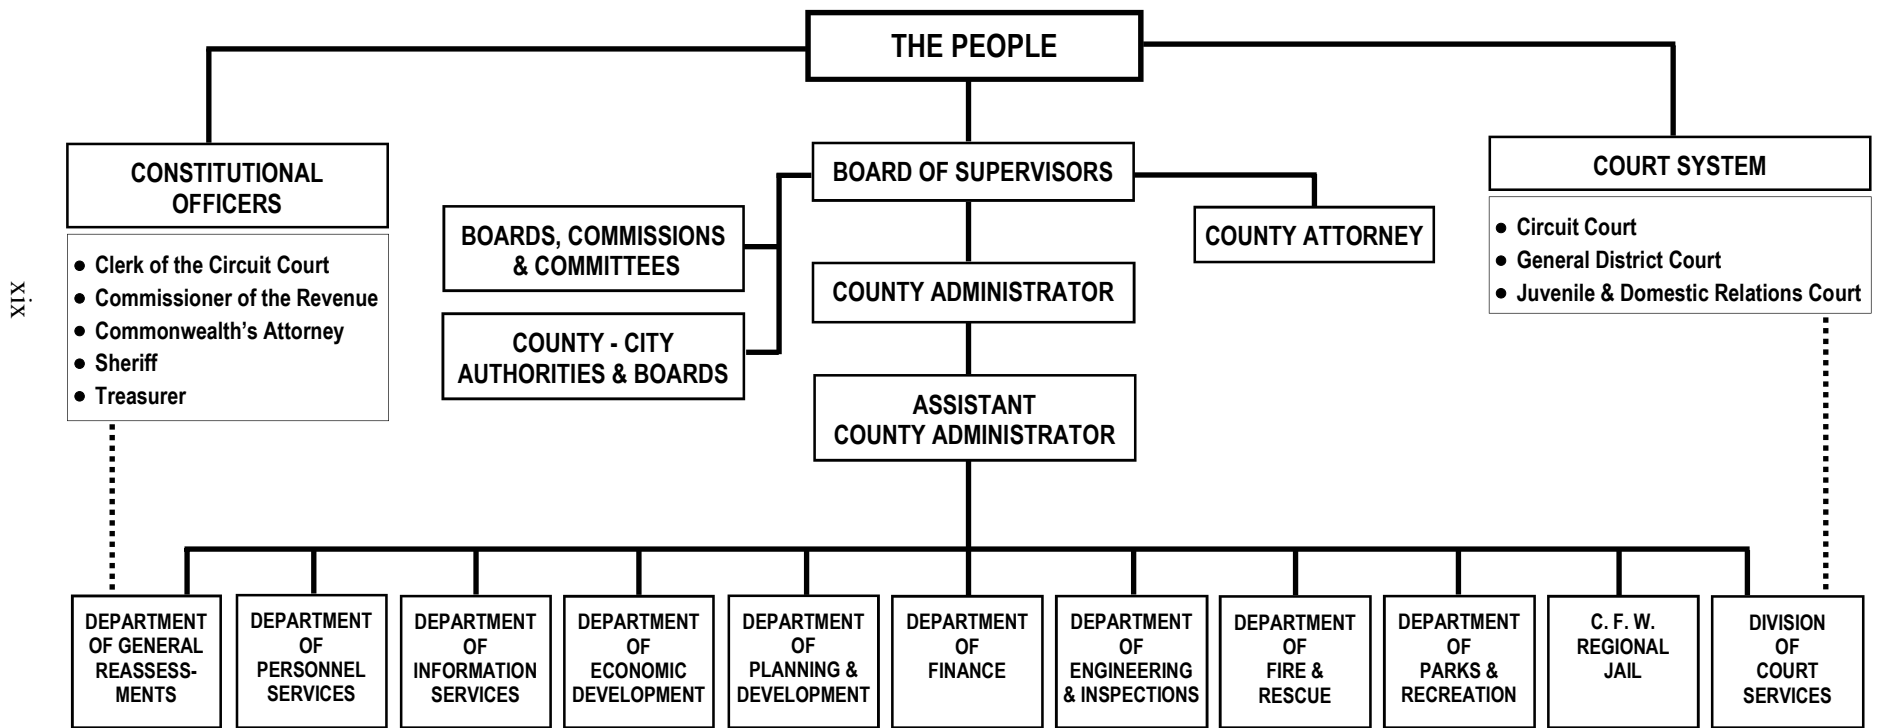 THE PEOPLE
CONSTITUTIONAL
OFFICERS
● Clerk of the Circuit Court
● Commissioner of the Revenue
● Commonwealth's Attorney
● Sheriff
● Treasurer
BOARD OF SUPERVISORS
BOARDS, COMMISSIONS
& COMMITTEES
COUNTY - CITY
AUTHORITIES & BOARDS
COUNTY ATTORNEY
COUNTY ADMINISTRATOR
ASSISTANT
COUNTY ADMINISTRATOR
COURT SYSTEM
● Circuit Court
● General District Court
● Juvenile & Domestic Relations Court
DEPARTMENT
OF GENERAL
REASSESS-
MENTS
DEPARTMENT
OF
PERSONNEL
SERVICES
DEPARTMENT
OF
INFORMATION
SERVICES
DEPARTMENT
OF
ECONOMIC
DEVELOPMENT
DEPARTMENT
OF
PLANNING &
DEVELOPMENT
DEPARTMENT
OF
FINANCE
DEPARTMENT
OF
ENGINEERING
& INSPECTIONS
DEPARTMENT
OF
FIRE &
RESCUE
DEPARTMENT
OF
PARKS &
RECREATION
C. F. W.
REGIONAL
JAIL
DIVISION
OF
COURT
SERVICES
xix